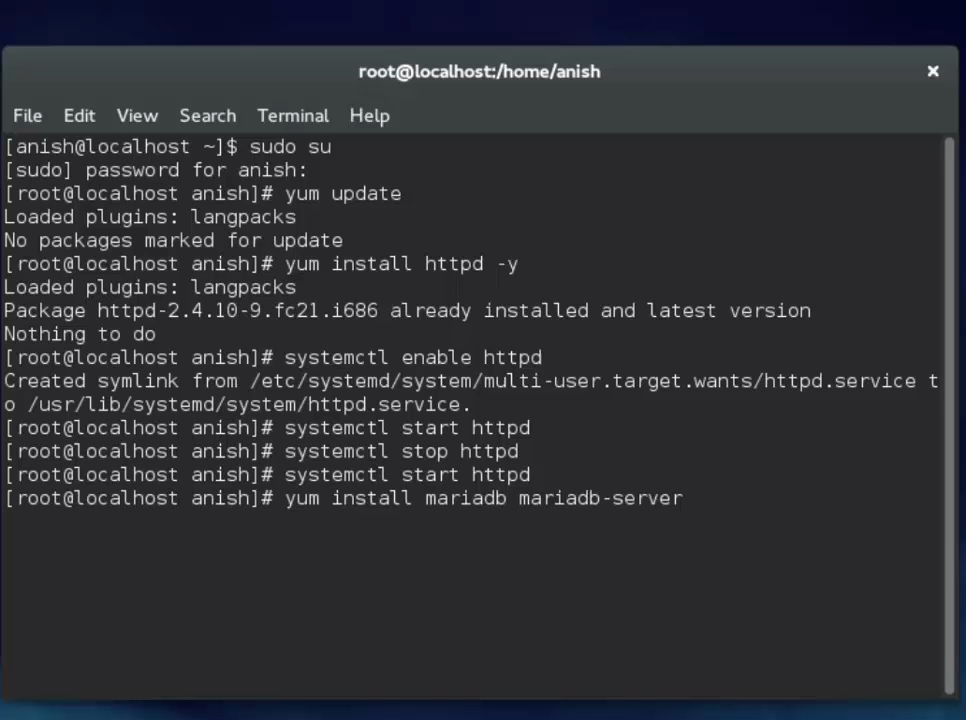 root@localhost:/home/anish ×
File Edit View Search Terminal Help
[anish@localhost ~]$ sudo su
[sudo] password for anish:
[root@localhost anish]# yum update
Loaded plugins: langpacks
No packages marked for update
[root@localhost anish]# yum install httpd -y
Loaded plugins: langpacks
Package httpd-2.4.10-9.fc21.i686 already installed and latest version
Nothing to do
[root@localhost anish]# systemctl enable httpd
Created symlink from /etc/systemd/system/multi-user.target.wants/httpd.service t
o /usr/lib/systemd/system/httpd.service.
[root@localhost anish]# systemctl start httpd
[root@localhost anish]# systemctl stop httpd
[root@localhost anish]# systemctl start httpd
[root@localhost anish]# yum install mariadb mariadb-server